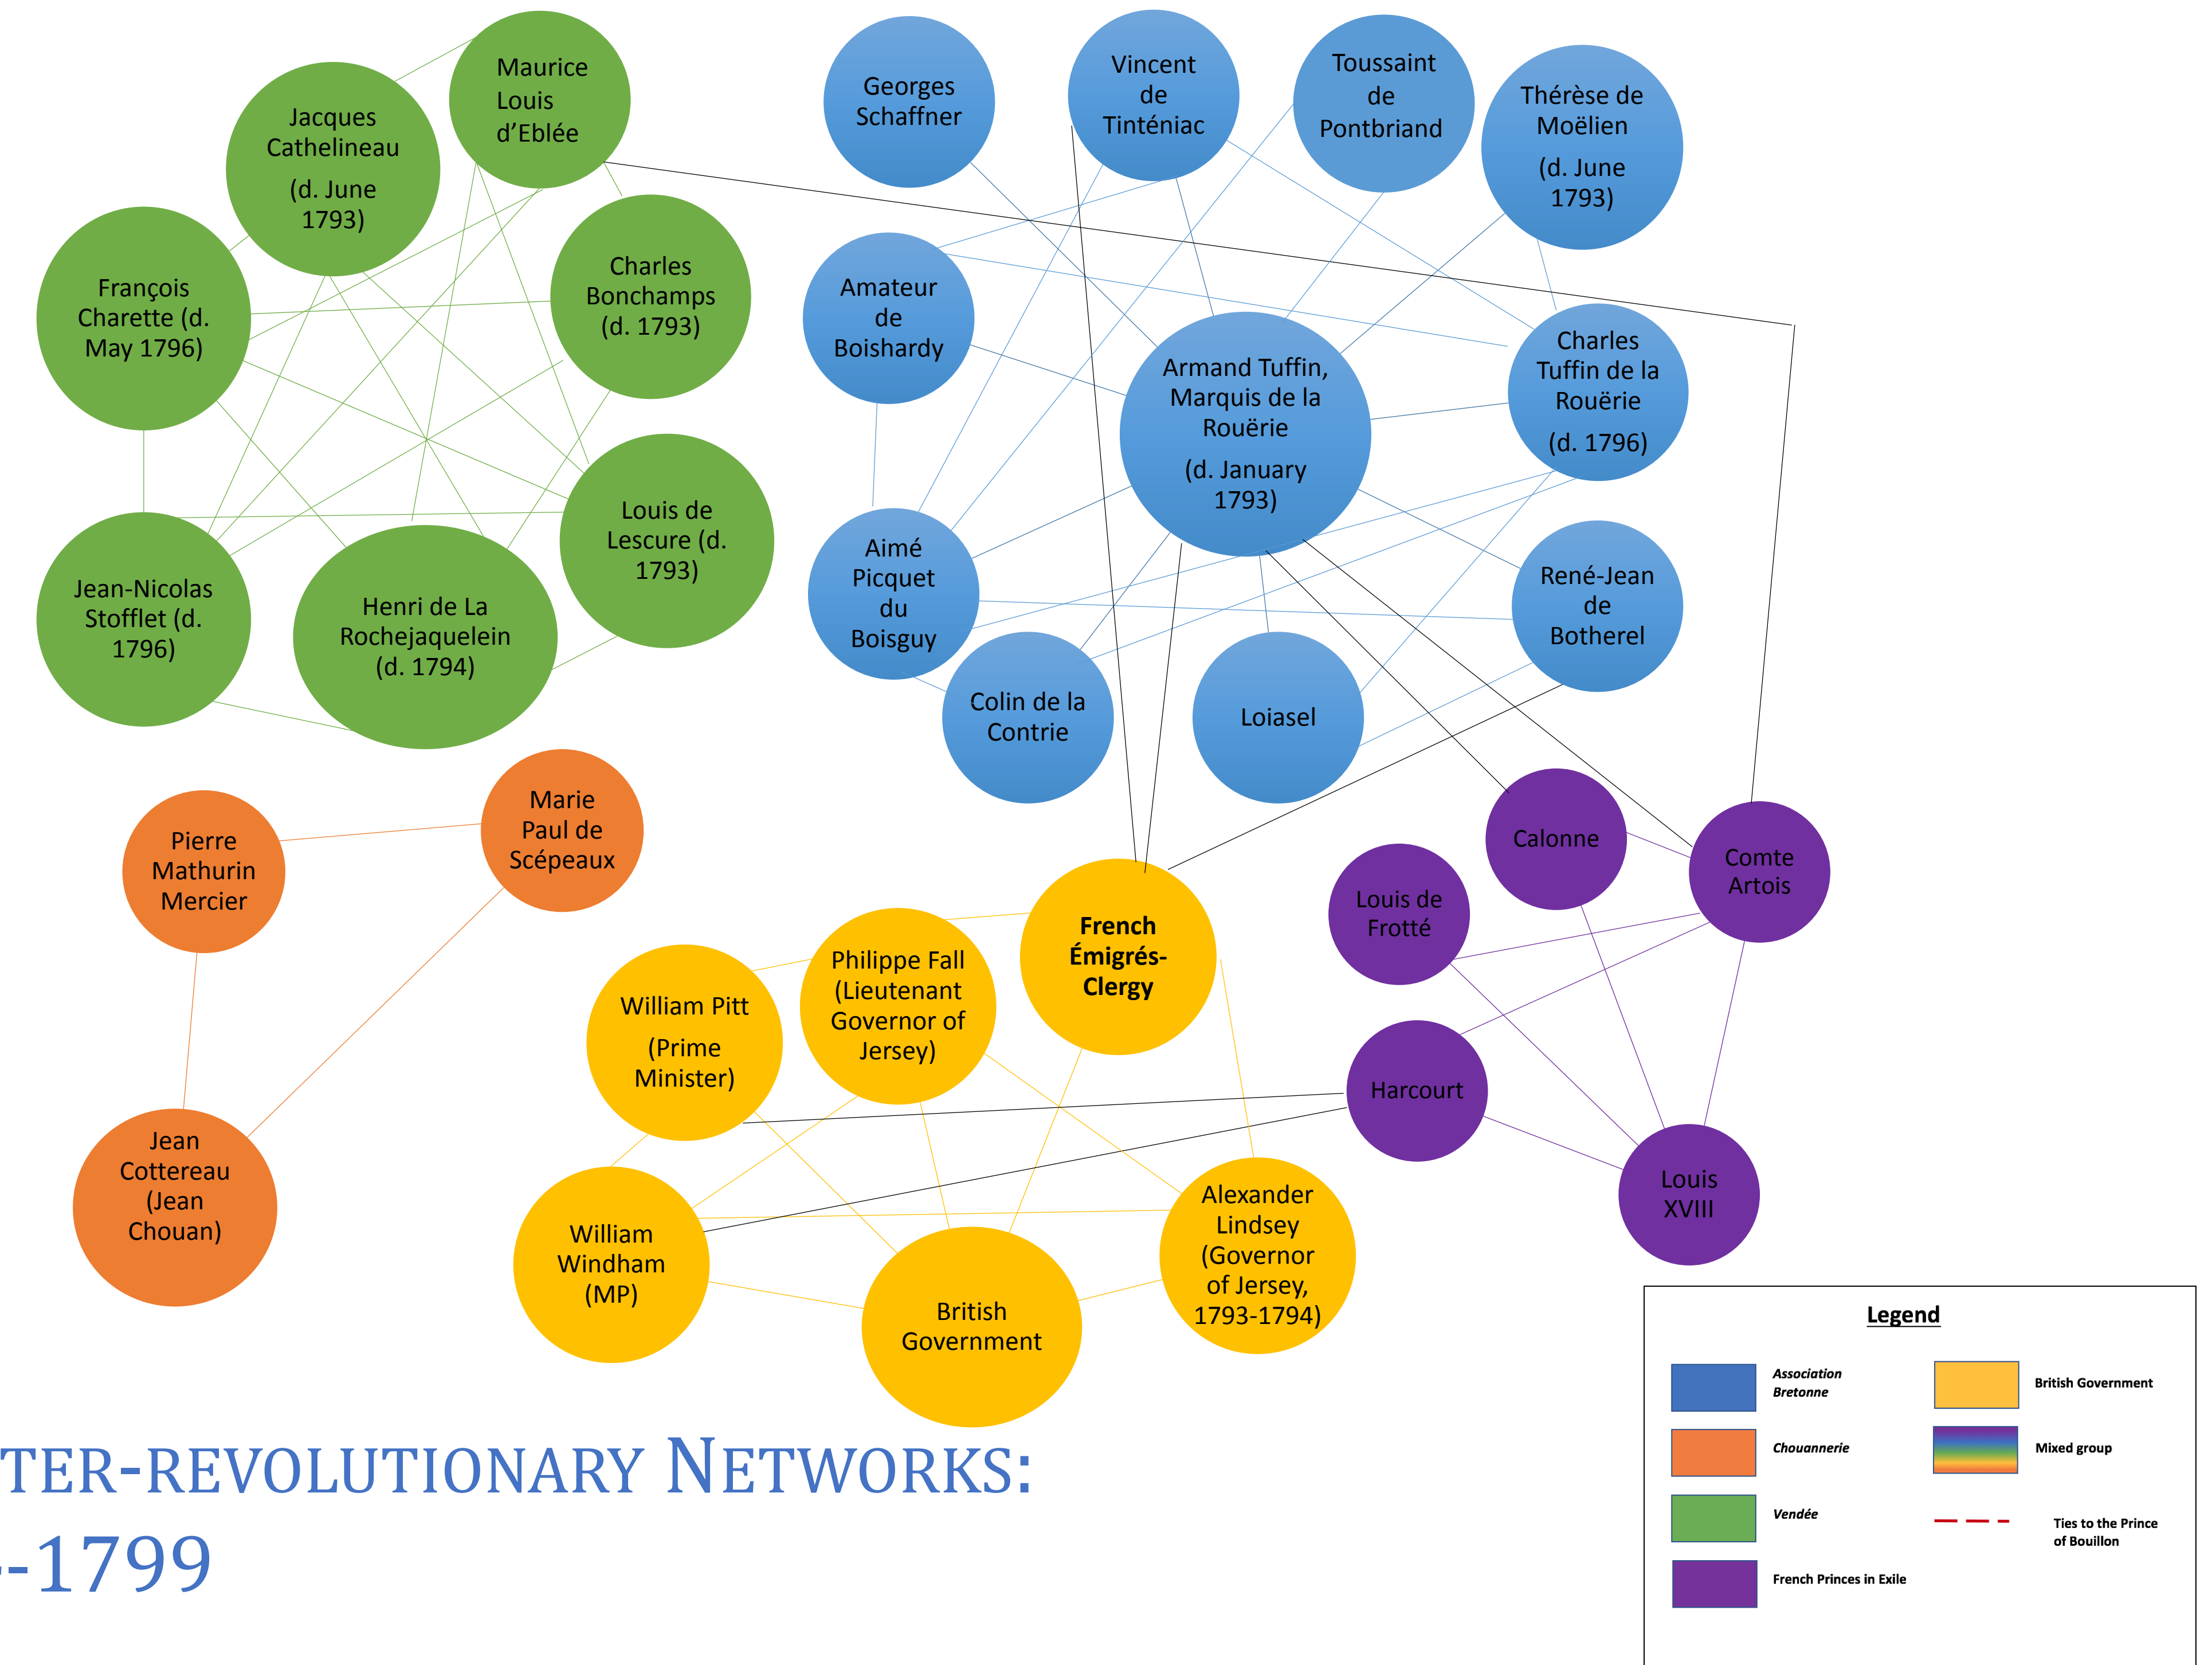 Maurice
Louis
d’Eblée
Jacques
Cathelineau
(d. June
1793)
François
Charette (d.
May 1796)
Charles
Bonchamps
(d. 1793)
Louis de
Lescure (d.
1793)
Jean-Nicolas
Stofflet (d.
1796)
Henri de La
Rochejaquelein
(d. 1794)
Georges
Schaffner
Vincent
de
Tinténiac
Toussaint
de
Pontbriand
Thérèse de
Moëlien
(d. June
1793)
Amateur
de
Boishardy
Armand Tuffin,
Marquis de la
Rouërie
(d. January
1793)
Charles
Tuffin de la
Rouërie
(d. 1796)
Aimé
Picquet
du
Boisguy
René-Jean
de
Botherel
Colin de la
Contrie
Loiasel
Pierre
Mathurin
Mercier
Marie
Paul de
Scépeaux
Jean
Cottereau
(Jean
Chouan)
William Pitt
(Prime
Minister)
Philippe Fall
(Lieutenant
Governor of
Jersey)
French
Émigrés-
Clergy
William
Windham
(MP)
British
Government
Alexander
Lindsey
(Governor
of Jersey,
1793-1794)
Calonne
Comte
Artois
Louis de
Frotté
Harcourt
Louis
XVIII
TER-REVOLUTIONARY NETWORKS:
-1799
Legend
Association
Bretonne
Chouannerie
Vendée
French Princes in Exile
British Government
Mixed group
Ties to the Prince
of Bouillon